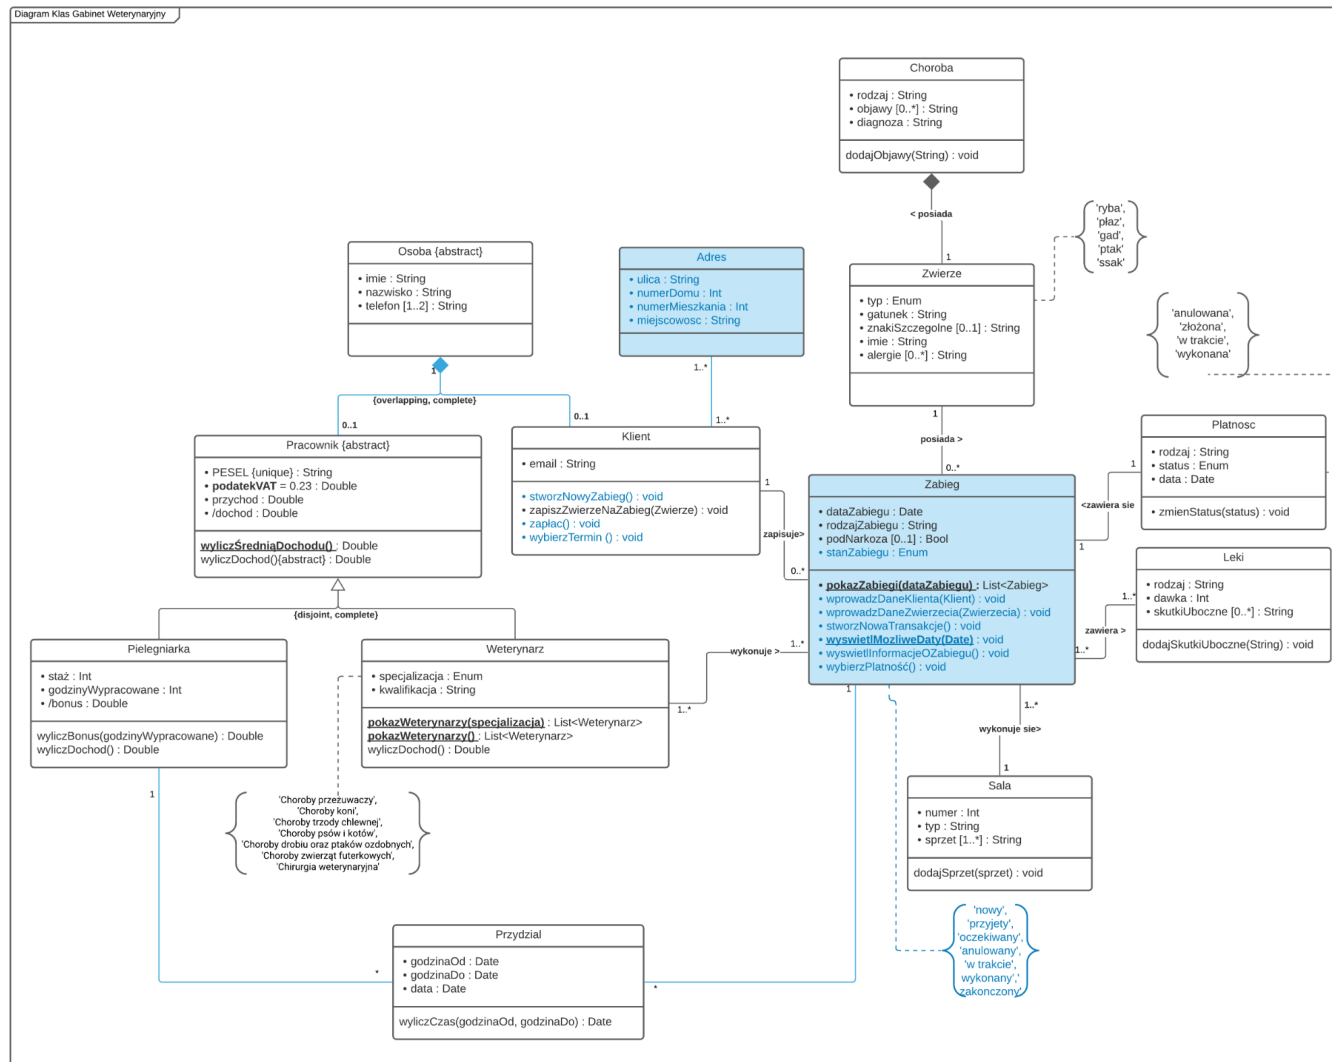 Diagram Klas Gabinet Weterynaryjny
Choroba
• rodzaj : String
• objawy [0..*] : String
• diagnoza : String
dodajObjawy(String) : void
< posiada
1
'ryba',
'płaz',
'gad',
'ptak'
'ssak'
Osoba {abstract}
• imie : String
• nazwisko : String
• telefon [1..2] : String
Adres
• ulica : String
• numerDomu : Int
• numerMieszkania : Int
• miejscowosc : String
Zwierze
• typ : Enum
• gatunek : String
• znakiSzczegolne [0..1] : String
• imie : String
• alergie [0..*] : String
'anulowana',
'złożona',
'w trakcie',
'wykonana'
1
{overlapping, complete}
0..1
0..1
1..*
1..*
1
posiada >
0..*
Pracownik {abstract}
• PESEL {unique} : String
• podatekVAT = 0.23 : Double
• przychod : Double
• /dochod : Double
wyliczŚredniąDochodu() : Double
wyliczDochod(){abstract} : Double
Klient
• email : String
• stworzNowyZabieg() : void
• zapiszZwierzeNaZabieg(Zwierze) : void
• zapłac() : void
• wybierzTermin () : void
1
zapisuje>
0..*
Zabieg
• dataZabiegu : Date
• rodzajZabiegu : String
• podNarkoza [0..1] : Bool
• stanZabiegu : Enum
• pokazZabiegi(dataZabiegu) : List<Zabieg>
• wprowadzDaneKlienta(Klient) : void
• wprowadzDaneZwierzecia(Zwierzecia) : void
• stworzNowaTransakcje() : void
• wyswietlMozliweDaty(Date) : void
• wyswietlInformacjeOZabiegu() : void
• wybierzPlatność() : void
Platnosc
• rodzaj : String
• status : Enum
• data : Date
• zmienStatus(status) : void
1
<zawiera sie
1
Leki
• rodzaj : String
• dawka : Int
• skutkiUboczne [0..*] : String
dodajSkutkiUboczne(String) : void
1..*
zawiera >
1..*
{disjoint, complete}
Pielegniarka
• staż : Int
• godzinyWypracowane : Int
• /bonus : Double
wyliczBonus(godzinyWypracowane) : Double
wyliczDochod() : Double
Weterynarz
• specjalizacja : Enum
• kwalifikacja : String
pokazWeterynarzy(specjalizacja) : List<Weterynarz>
pokazWeterynarzy() : List<Weterynarz>
wyliczDochod() : Double
1..*
wykonuje >
1..*
1
1..*
wykonuje sie>
1
Sala
• numer : Int
• typ : String
• sprzet [1..*] : String
dodajSprzet(sprzet) : void
1
'Choroby przeżuwaczy',
'Choroby koni',
'Choroby trzody chlewnej',
'Choroby psów i kotów',
'Choroby drobiu oraz ptaków ozdobnych',
'Choroby zwierząt futerkowych',
'Chirurgia weterynaryjna'
'nowy',
'przyjety',
'oczekiwany',
'anulowany',
'w trakcie',
wykonany','
zakonczony'
Przydzial
• godzinaOd : Date
• godzinaDo : Date
• data : Date
wyliczCzas(godzinaOd, godzinaDo) : Date
*
*